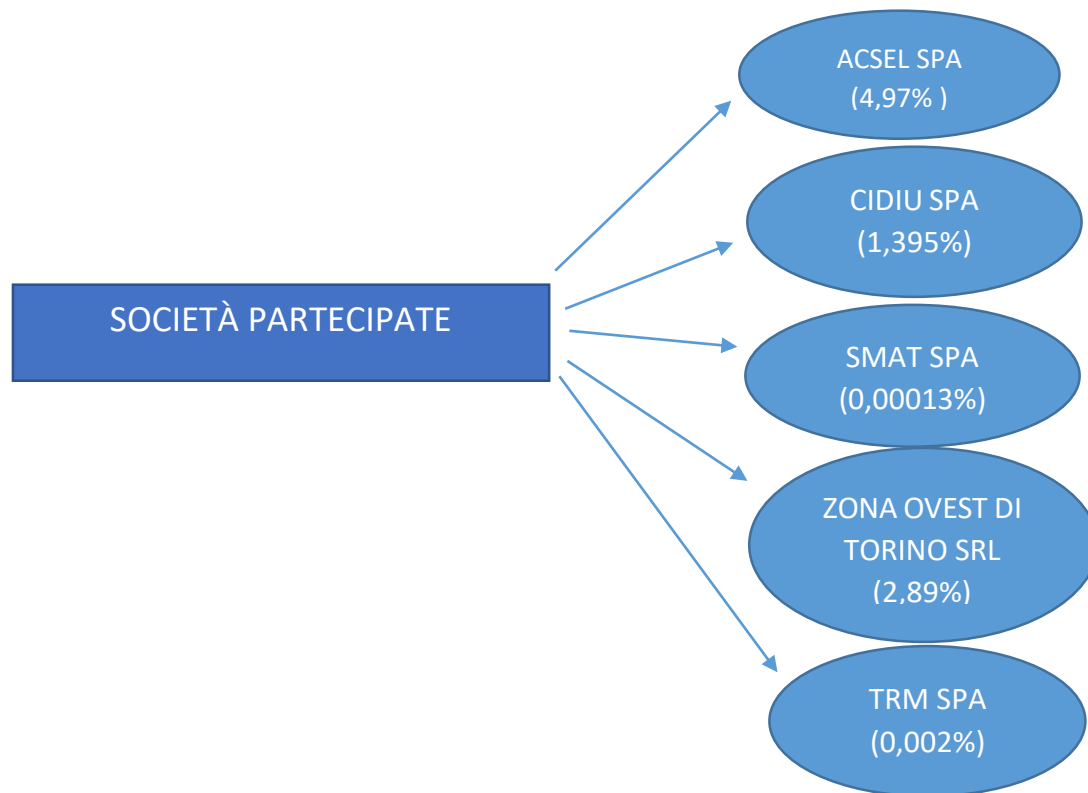 SOCIETÀ PARTECIPATE
ACSEL SPA
(4,97% )
CIDIU SPA
(1,395%)
SMAT SPA
(0,00013%)
ZONA OVEST DI
TORINO SRL
(2,89%)
TRM SPA
(0,002%)